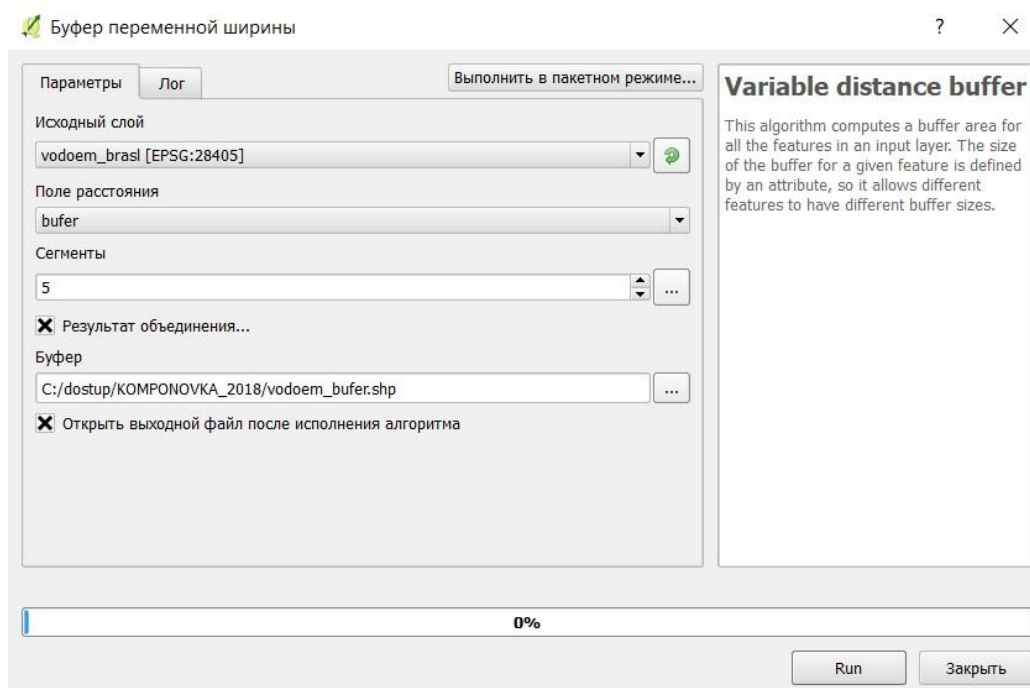 Буфер переменной ширины
?
Параметры
Лог
Выполнить в пакетном режиме...
Исходный слой
vodoem_brasl [EPSG:28405]
Поле расстояния
bufer
Сегменты
5
...
Результат объединения...
Буфер
C:/dostup/KOMPONOVKA_2018/vodoem_bufer.shp
...
Открыть выходной файл после исполнения алгоритма
Variable distance buffer
This algorithm computes a buffer area for
all the features in an input layer. The size
of the buffer for a given feature is defined
by an attribute, so it allows different
features to have different buffer sizes.
0%
Run
Закрыть